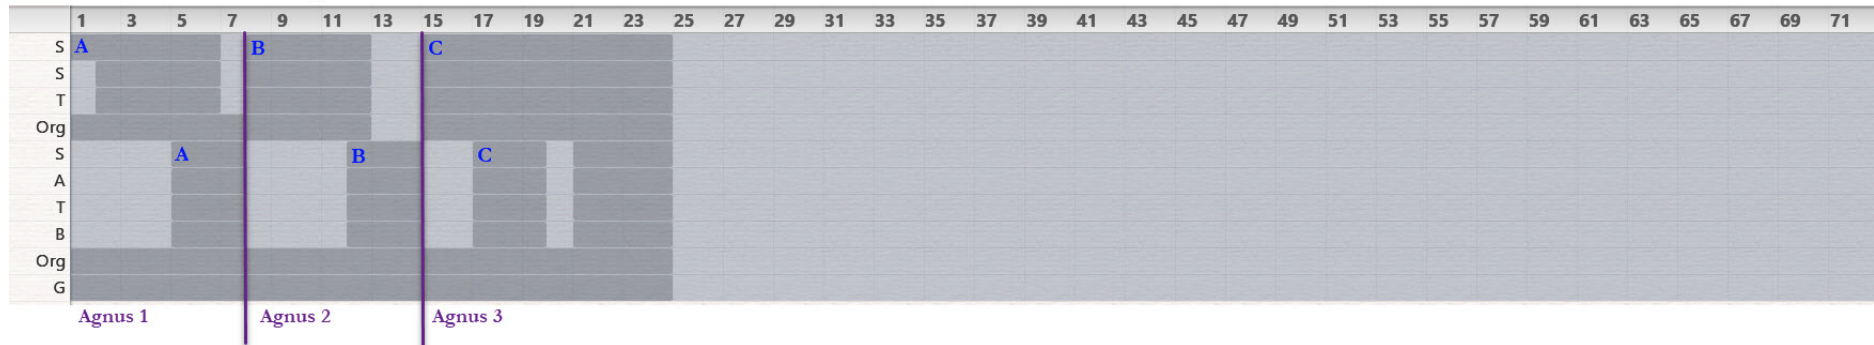 1 3 5 7 9 11 13 15 17 19 21 23 25 27 29 31 33 35 37 39 41 43 45 47 49 51 53 55 57 59 61 63 65 67 69 71
S A B C
S
T
Org
S A B C
A
T
B
Org
G
Agnus 1 Agnus 2 Agnus 3